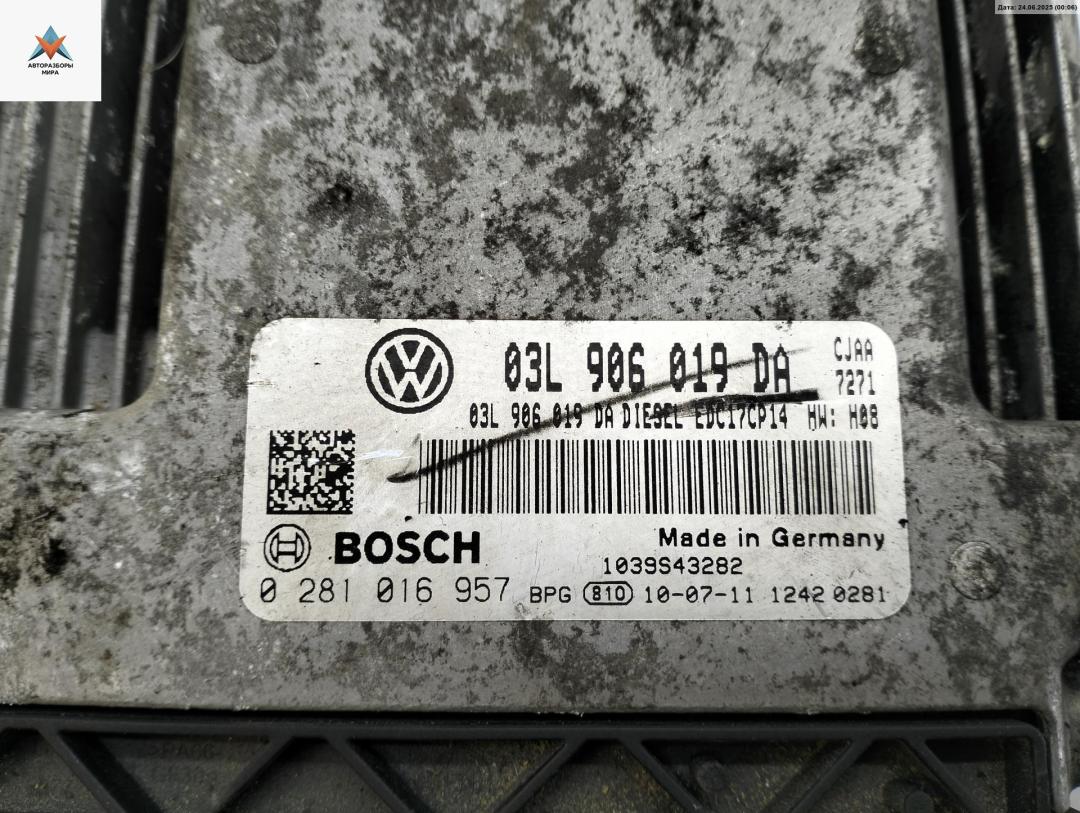 Дата: 24.06.2025 (00:06)
АВТОРАЗБОРЫ
МИРА
03L 906 019 DA
CJAA
7271
03L 906 019 DA DIESEL EDC17CP14 HW: H08
BOSCH
Made in Germany
1039S43282
0 281 016 957 BPG 810 10-07-11 1242 0281